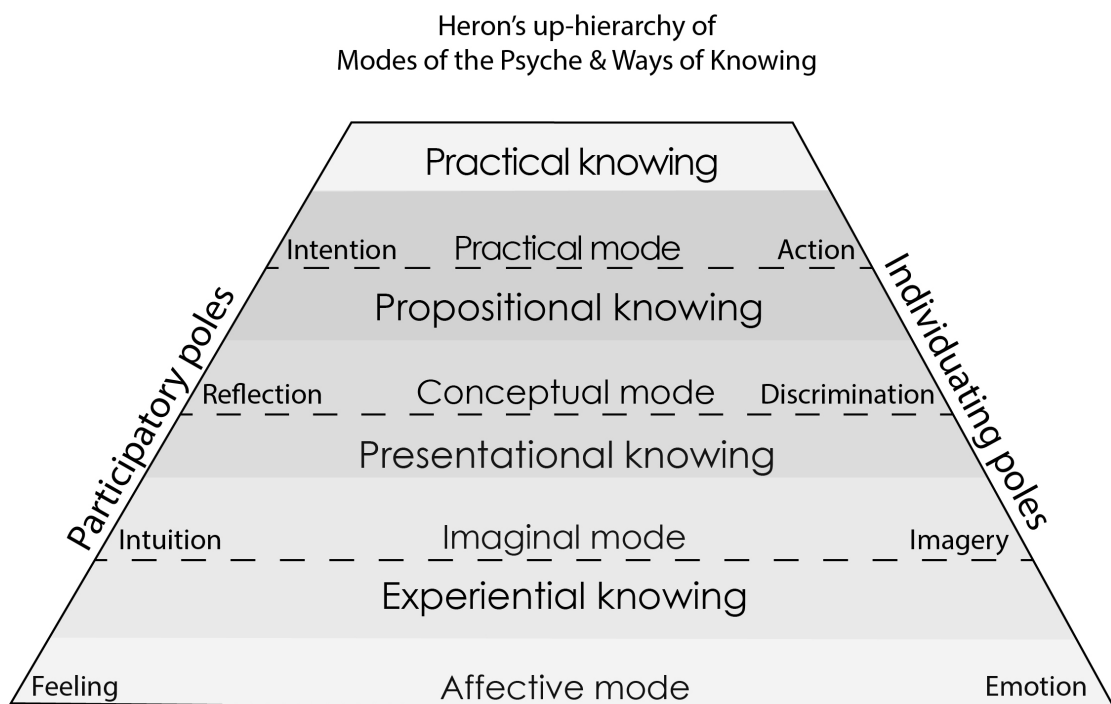 Heron’s up-hierarchy of
Modes of the Psyche & Ways of Knowing
Practical knowing
Intention Practical mode Action
Propositional knowing
Reflection Conceptual mode Discrimination
Presentational knowing
Intuition Imaginal mode Imagery
Experiential knowing
Feeling Affective mode Emotion
Participatory poles
Individuating poles